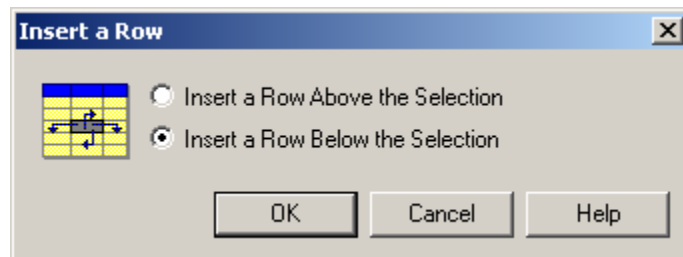 Insert a Row
Insert a Row Above the Selection
Insert a Row Below the Selection
OK Cancel Help